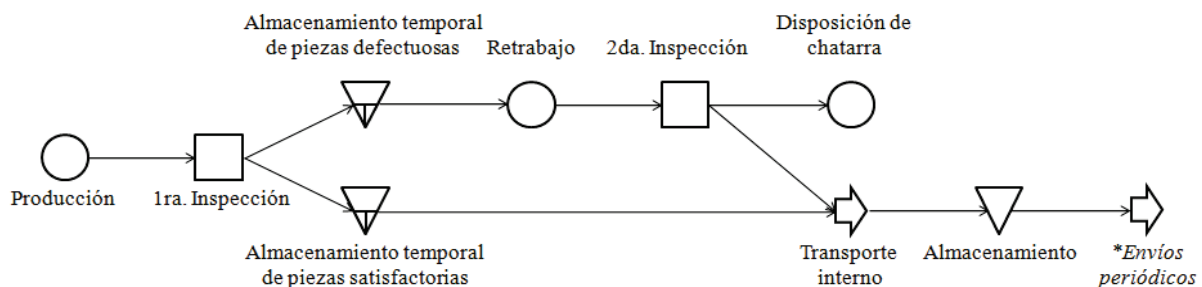 Almacenamiento temporal
de piezas defectuosas
Retrabajo
2da. Inspección
Disposición de
chatarra
Producción
1ra. Inspección
Almacenamiento temporal
de piezas satisfactorias
Transporte
interno
Almacenamiento
*Envíos
periódicos